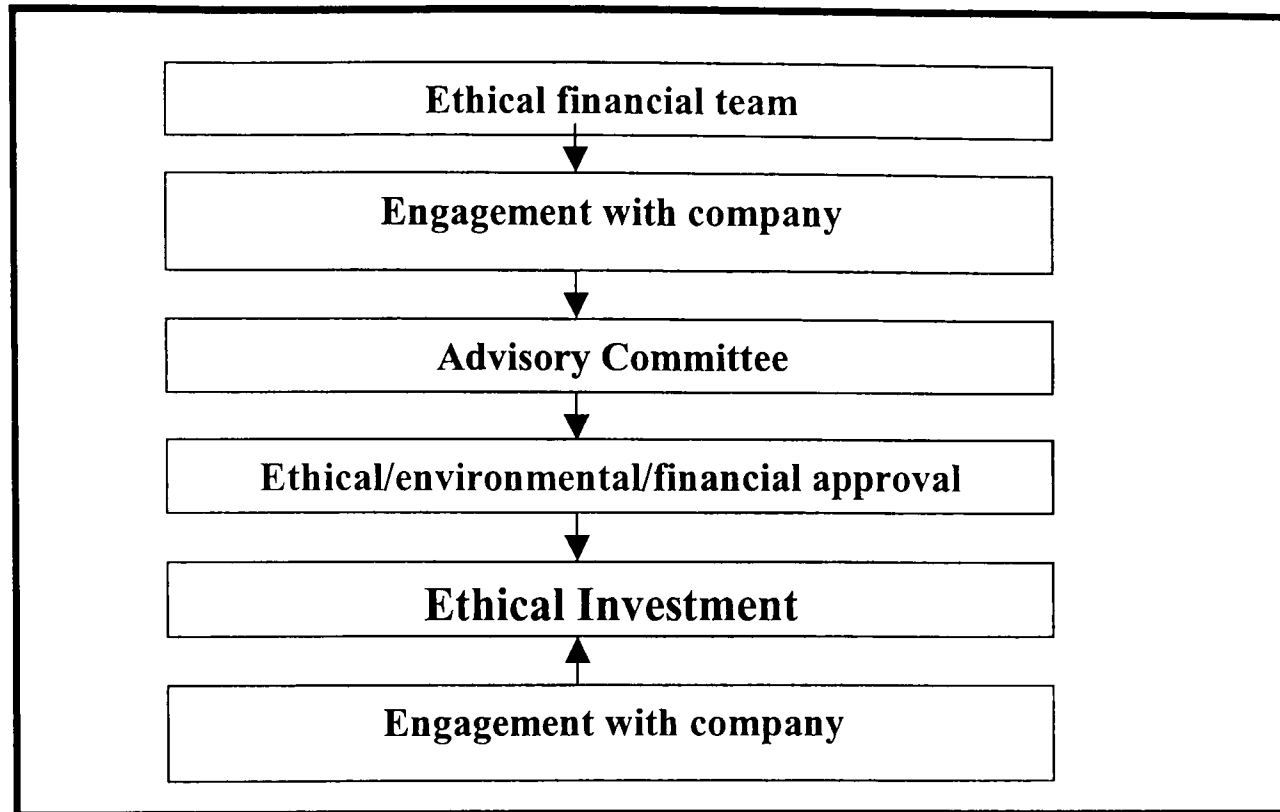 Ethical financial team
Engagement with company
Advisory Committee
Ethical/environmental/financial approval
Ethical Investment
Engagement with company